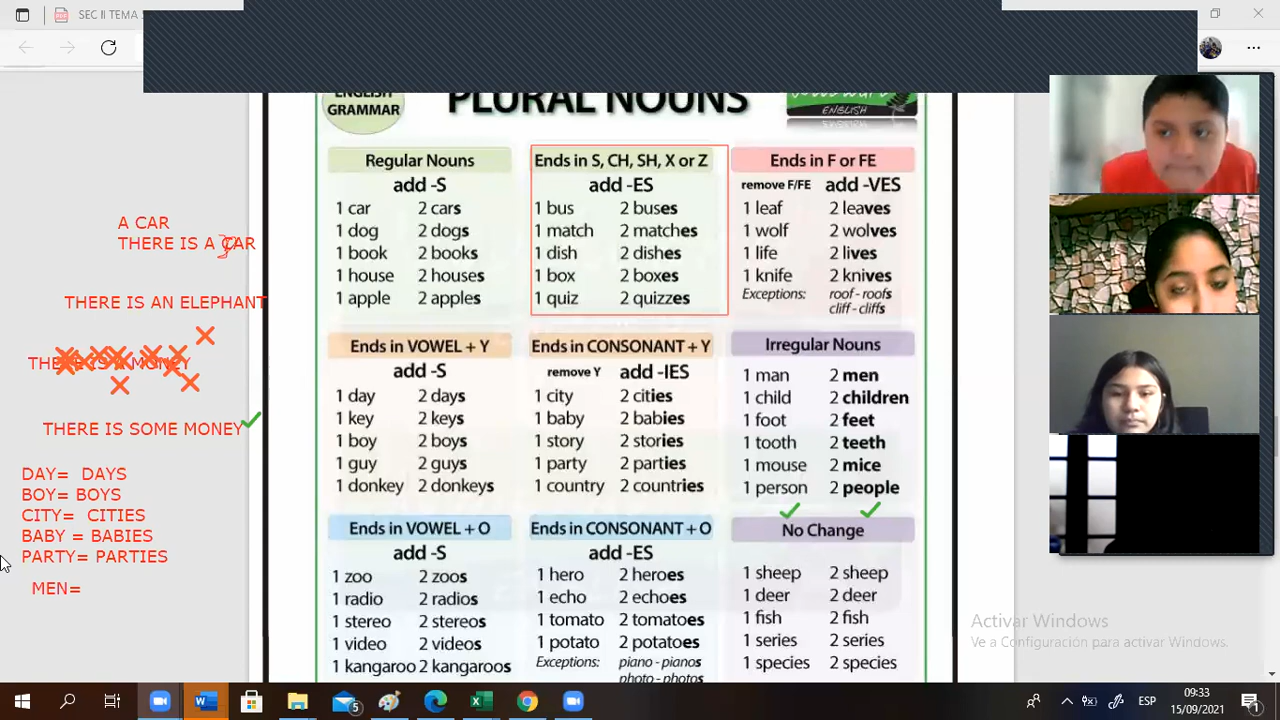 SEC II TEMA
ENGLISH GRAMMAR
PLURAL NOUNS
ENGLISH
Regular Nouns
add -S
1 car 2 cars
1 dog 2 dogs
1 book 2 books
1 house 2 houses
1 apple 2 apples
Ends in S, CH, SH, X or Z
add -ES
1 bus 2 buses
1 match 2 matches
1 dish 2 dishes
1 box 2 boxes
1 quiz 2 quizzes
Ends in F or FE
remove F/FE add -VES
1 leaf 2 leaves
1 wolf 2 wolves
1 life 2 lives
1 knife 2 knives
Exceptions: roof - roofs
cliff - cliffs
Ends in VOWEL + Y
add -S
1 day 2 days
1 key 2 keys
1 boy 2 boys
1 guy 2 guys
1 donkey 2 donkeys
Ends in CONSONANT + Y
remove Y add -IES
1 city 2 cities
1 baby 2 babies
1 story 2 stories
1 party 2 parties
1 country 2 countries
Irregular Nouns
1 man 2 men
1 child 2 children
1 foot 2 feet
1 tooth 2 teeth
1 mouse 2 mice
1 person 2 people
Ends in VOWEL + O
add -S
1 zoo 2 zoos
1 radio 2 radios
1 stereo 2 stereos
1 video 2 videos
1 kangaroo 2 kangaroos
Ends in CONSONANT + O
add -ES
1 hero 2 heroes
1 echo 2 echoes
1 tomato 2 tomatoes
1 potato 2 potatoes
Exceptions: piano - pianos
photo - photos
No Change
1 sheep 2 sheep
1 deer 2 deer
1 fish 2 fish
1 series 2 series
1 species 2 species
A CAR
THERE IS A CAR
THERE IS AN ELEPHANT
THERE IS A MONEY
THERE IS SOME MONEY
DAY= DAYS
BOY= BOYS
CITY= CITIES
BABY = BABIES
PARTY= PARTIES
MEN=
Activar Windows
Ve a Configuración para activar Windows.
5
ESP
09:33
15/09/2021
1